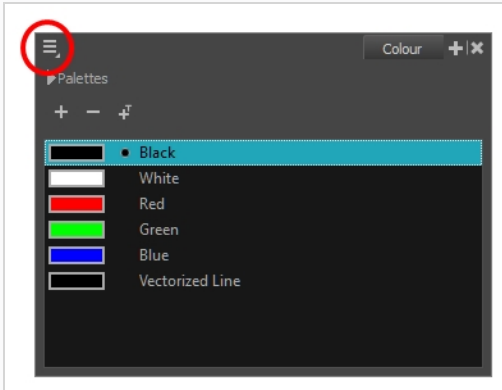 Colour
Palettes
Black
White
Red
Green
Blue
Vectorized Line